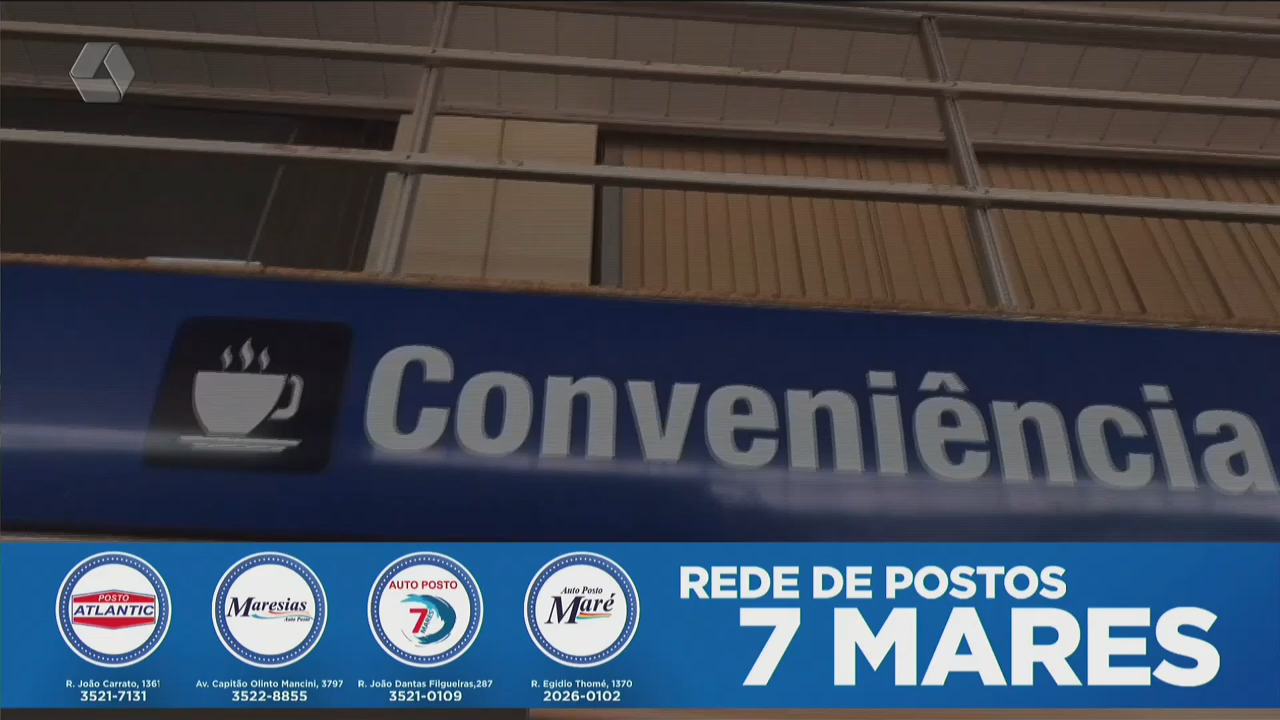 Conveniência
POSTO
ATLANTIC
R. João Carrato, 1361
3521-7131
Maresias
Auto Posto
Av. Capitão Olinto Mancini, 3797
3522-8855
AUTO POSTO
7
MARES
R. João Dantas Filgueiras,287
3521-0109
Auto Posto
Maré
R. Egidio Thomé, 1370
2026-0102
REDE DE POSTOS
7 MARES